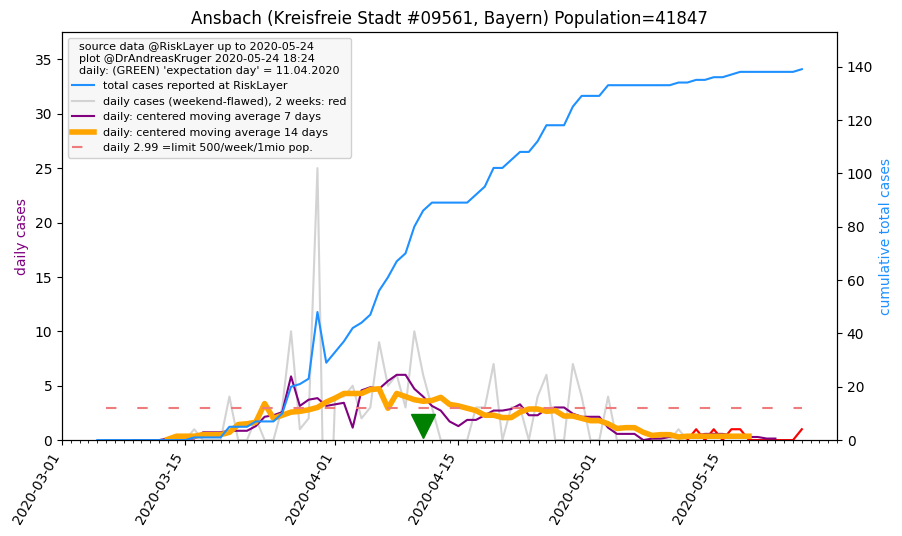 Ansbach (Kreisfreie Stadt #09561, Bayern) Population=41847
source data @RiskLayer up to 2020-05-24
plot @DrAndreasKruger 2020-05-24 18:24
daily: (GREEN) 'expectation day' = 11.04.2020
total cases reported at RiskLayer
daily cases (weekend-flawed), 2 weeks: red
daily: centered moving average 7 days
daily: centered moving average 14 days
daily 2.99 =limit 500/week/1mio pop.
daily cases
35
30
25
20
15
10
5
0
cumulative total cases
140
120
100
80
60
40
20
0
2020-03-01
2020-03-15
2020-04-01
2020-04-15
2020-05-01
2020-05-15